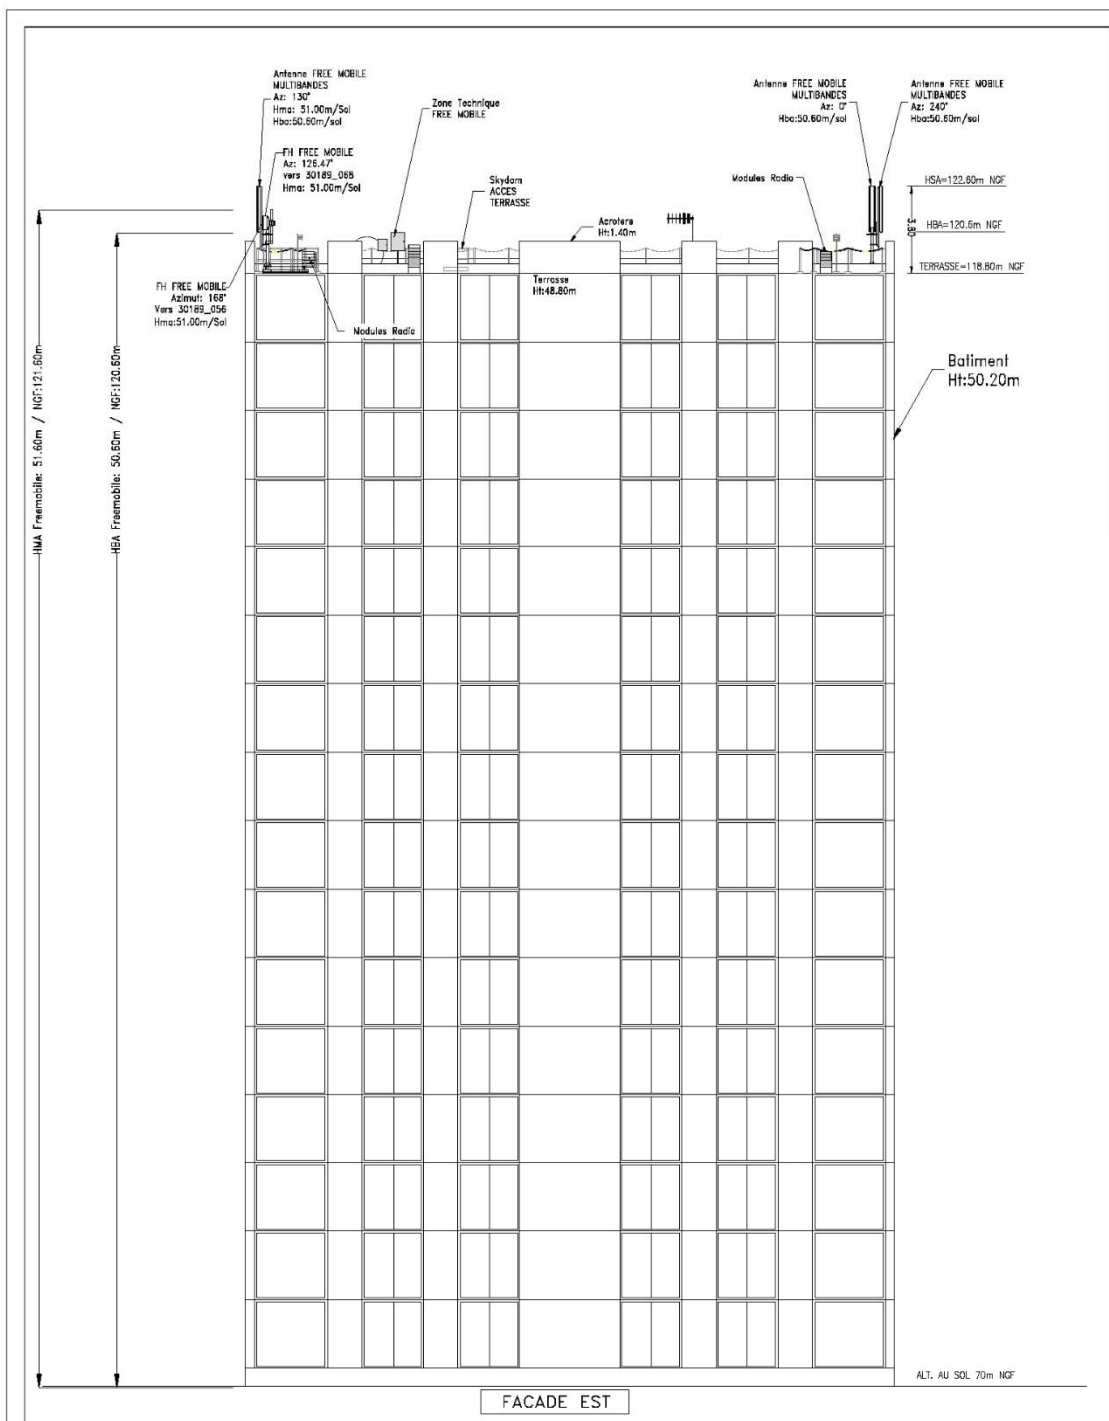 Antenne FREE MOBILE
MULTIBANDES
Az: 130°
Hma: 51.00m/Sol
Hba:50.60m/sol
Zone Technique
FREE MOBILE
Antenne FREE MOBILE
MULTIBANDES
Az: 0°
Hba:50.60m/sol
Antenne FREE MOBILE
MULTIBANDES
Az: 240°
Hba:50.60m/sol
FH FREE MOBILE
Az: 126.47°
vers 30189_068
Hma: 51.00m/Sol
Skydom
ACCES
TERRASSE
Modules Radio
HSA=122.60m NGF
3.80
HBA=120.6m NGF
TERRASSE=118.80m NGF
Acrotere
Ht:1.40m
Terrasse
Ht:48.80m
FH FREE MOBILE
Azimut: 168°
Vers 30189_056
Hma:51.00m/Sol
Modules Radio
Batiment
Ht:50.20m
HMA Freemobile: 51.60m / NGF:121.60m
HBA Freemobile: 50.60m / NGF:120.60m
ALT. AU SOL 70m NGF
FACADE EST